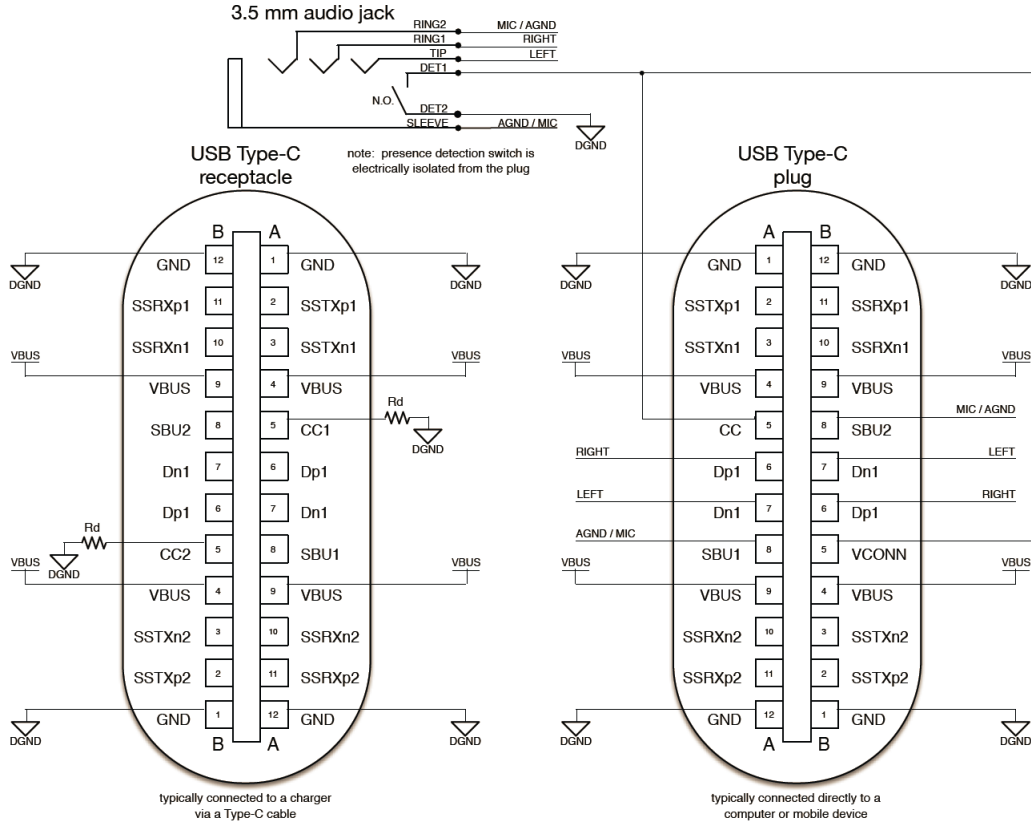 3.5 mm audio jack
RING2 MIC / AGND
RING1 RIGHT
TIP LEFT
DET1
N.O.
DET2
SLEEVE AGND / MIC DGND
note: presence detection switch is
electrically isolated from the plug
USB Type-C
receptacle
B A
GND 12 1 GND
DGND DGND
SSRXp1 11 2 SSTXp1
SSRXn1 10 3 SSTXn1
VBUS VBUS
VBUS 9 4 VBUS
Rd
SBU2 8 5 CC1
DGND
Dn1 7 6 Dp1
Dp1 6 7 Dn1
Rd
CC2 5 8 SBU1
DGND
VBUS VBUS
VBUS 4 9 VBUS
SSTXn2 3 10 SSRXn2
SSTXp2 2 11 SSRXp2
GND 1 12 GND
DGND DGND
B A
typically connected to a charger
via a Type-C cable
USB Type-C
plug
A B
GND 1 12 GND
DGND DGND
SSTXp1 2 11 SSRXp1
SSTXn1 3 10 SSRXn1
VBUS VBUS
VBUS 4 9 VBUS
MIC / AGND
CC 5 8 SBU2
RIGHT LEFT
Dp1 6 7 Dn1
LEFT RIGHT
Dn1 7 6 Dp1
AGND / MIC
SBU1 8 5 VCONN
VBUS VBUS
VBUS 9 4 VBUS
SSRXn2 10 3 SSTXn2
SSRXp2 11 2 SSTXp2
GND 12 1 GND
DGND DGND
A B
typically connected directly to a
computer or mobile device